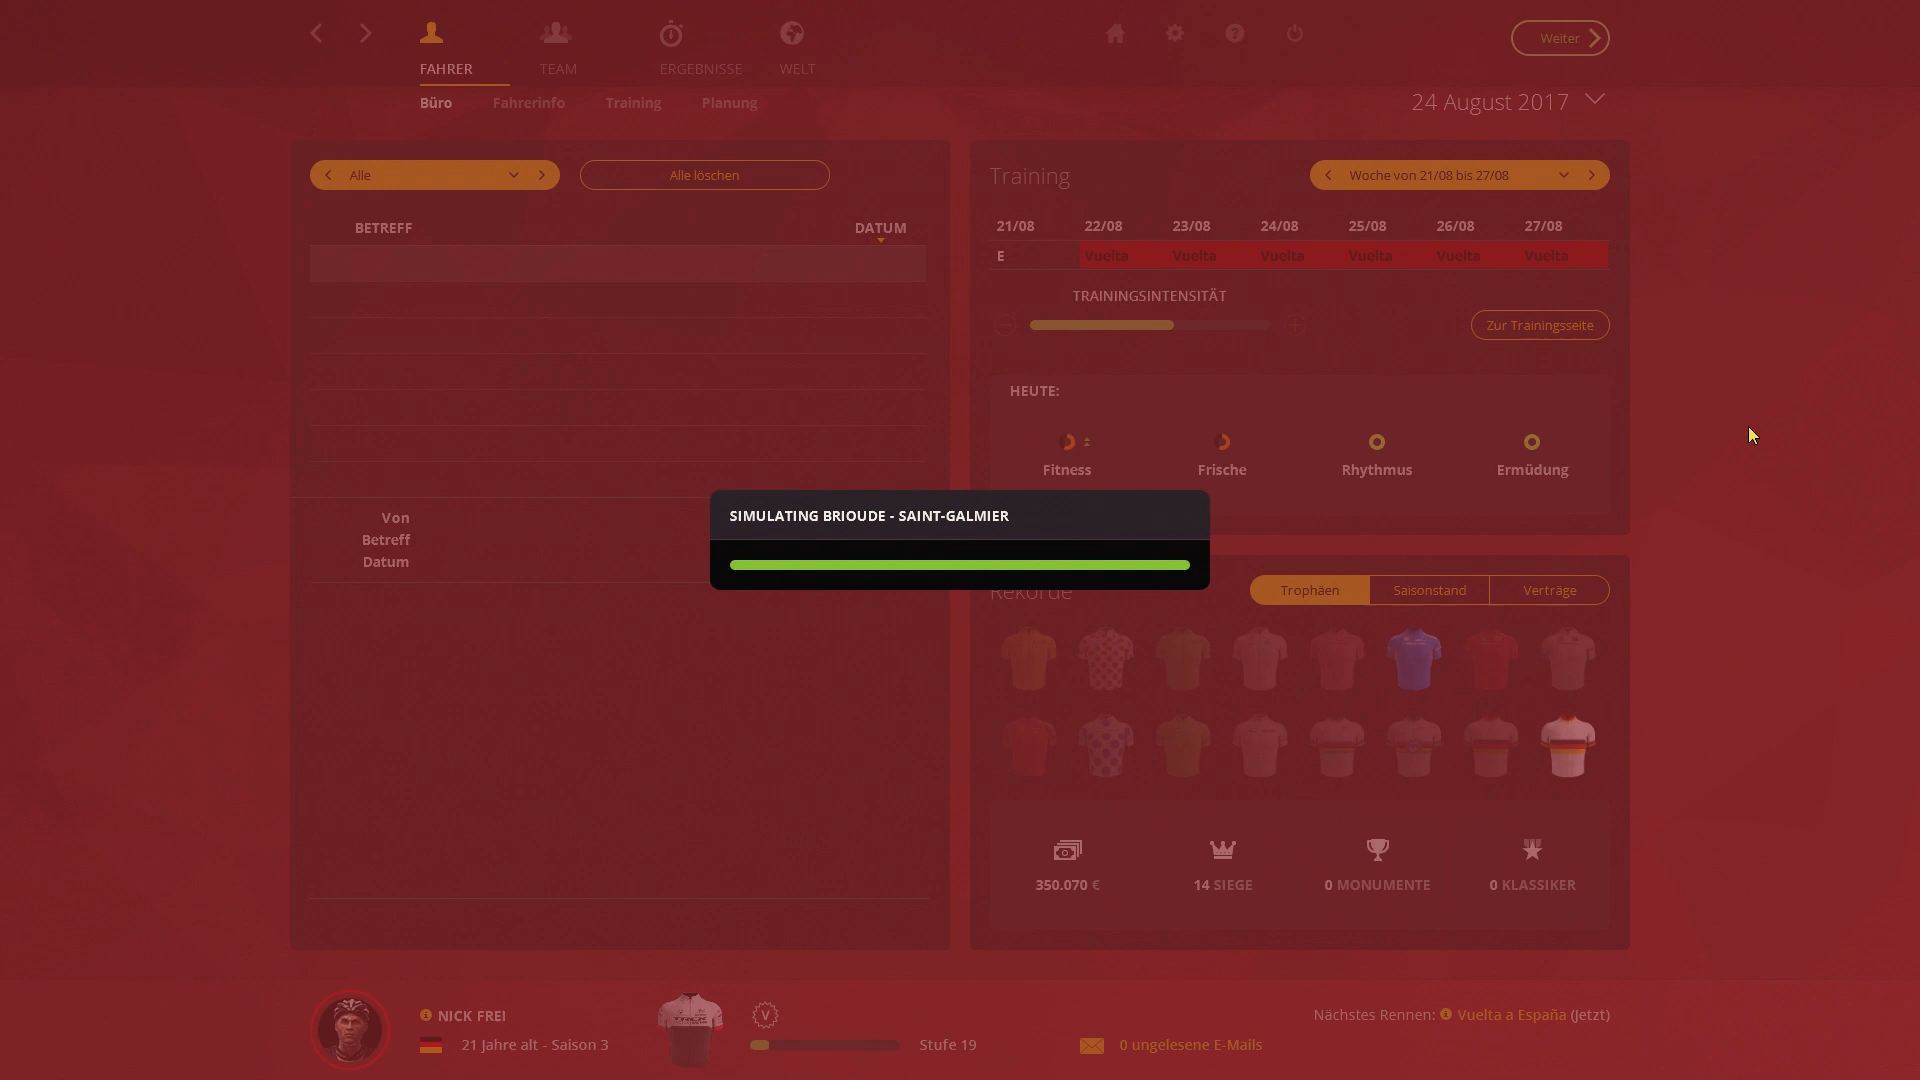 FAHRER
TEAM
ERGEBNISSE
WELT
Weiter
Büro
Fahrerinfo
Training
Planung
24 August 2017
Alle
Alle löschen
BETREFF
DATUM
Von
Betreff
Datum
Training
Woche von 21/08 bis 27/08
21/08 22/08 23/08 24/08 25/08 26/08 27/08
E Vuelta Vuelta Vuelta Vuelta Vuelta Vuelta
TRAININGSINTENSITÄT
Zur Trainingsseite
HEUTE:
Fitness
Frische
Rhythmus
Ermüdung
SIMULATING BRIOUDE - SAINT-GALMIER
Rekorde
Trophäen
Saisonstand
Verträge
350.070 €
14 SIEGE
0 MONUMENTE
0 KLASSIKER
NICK FREI
21 Jahre alt - Saison 3
TREK
V
Stufe 19
Nächstes Rennen: Vuelta a España (Jetzt)
0 ungelesene E-Mails